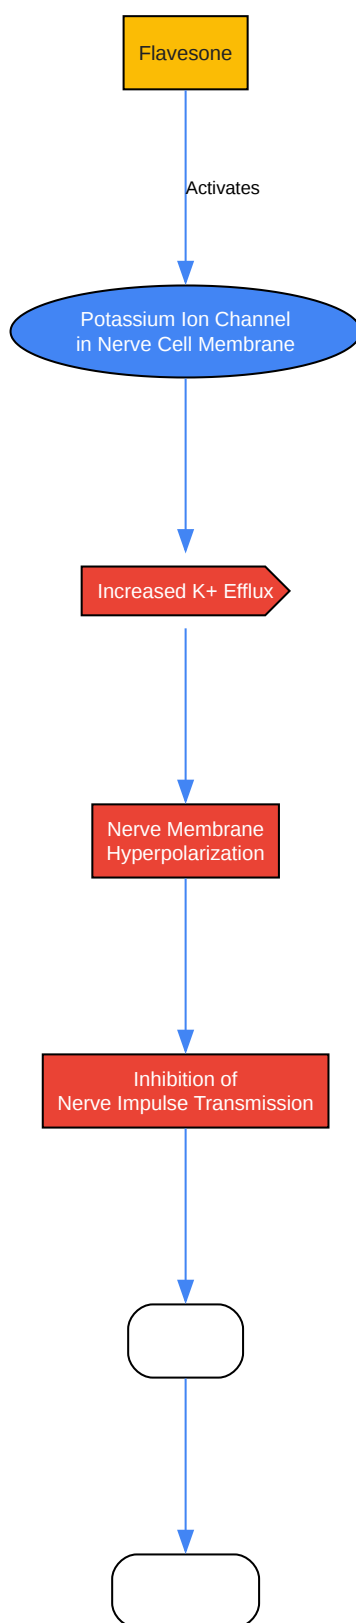 Flavesone
Activates
Potassium Ion Channel
in Nerve Cell Membrane
Increased K+ Efflux
Nerve Membrane
Hyperpolarization
Inhibition of
Nerve Impulse Transmission